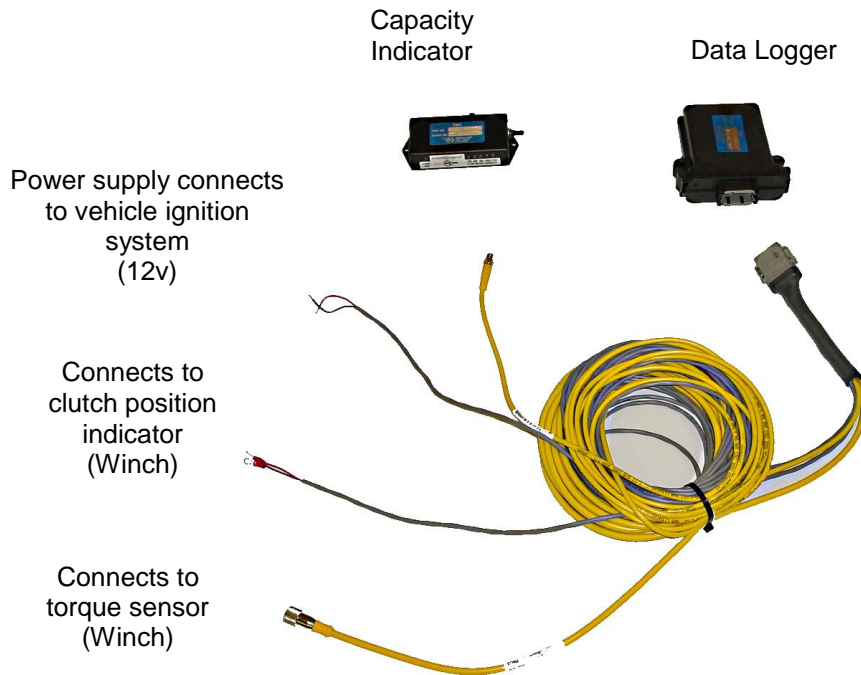 Capacity
Indicator
Data Logger
Power supply connects
to vehicle ignition
system
(12v)
Connects to
clutch position
indicator
(Winch)
Connects to
torque sensor
(Winch)